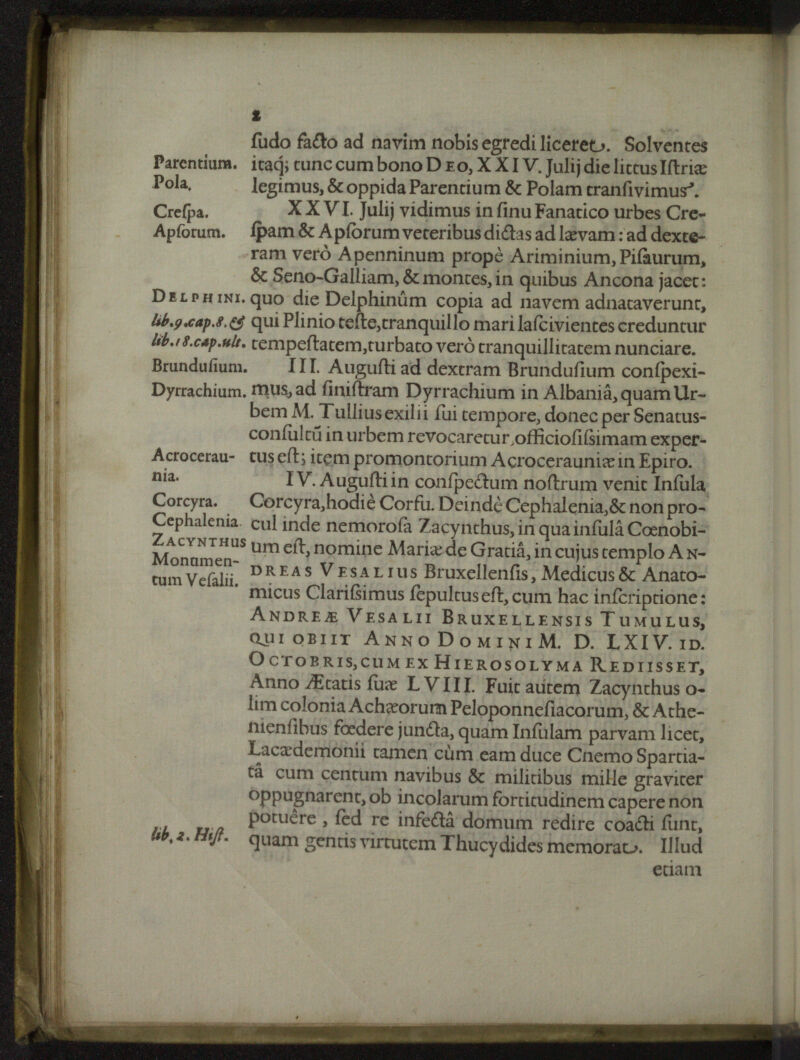 2
ſudo facto ad navim nobis egredi liceret. Solventes
Parentium. itaq; tunc cum bono DEO, XXIV. Julij die littus Iſtriæ
Pola. legimus, & oppida Parentium & Polam tranſivimus.
Creſpa. XXVI. Julij vidimus in ſinu Fanatico urbes Cre-
Apſorum. ſpam & Apſorum veteribus dictas ad lævam: ad dexte-
ram verò Apenninum propè Ariminium, Piſaurum,
& Seno-Galliam, & montes, in quibus Ancona jacet:
DELPHINI. quo die Delphinûm copia ad navem adnataverunt,
lib.9.cap.8.& qui Plinio teſte, tranquillo mari laſcivientes creduntur
lib.18.cap.ult. tempeſtatem, turbato verò tranquillitatem nunciare.
Brunduſium. III. Auguſti ad dextram Brunduſium conſpexi-
Dyrrachium. mus, ad ſiniſtram Dyrrachium in Albaniâ, quam Ur-
bem M. Tullius exilii ſui tempore, donec per Senatus-
conſultū in urbem revocaretur, officioſiſsimam exper-
Acrocerau- tus eſt; item promontorium Acrocerauniæ in Epiro.
nia. IV. Auguſti in conſpectum noſtrum venit Inſula
Corcyra. Corcyra, hodiè Corfu. Deindè Cephalenia, & non pro-
Cephalenia. cul inde nemoroſa Zacynthus, in qua inſulâ Cœnobi-
ZACYNTHUS um eſt, nomine Mariæ de Gratiâ, in cujus templo AN-
Monumen-
tum Veſalii. DREAS VESALIUS Bruxellenſis, Medicus & Anato-
micus Clariſsimus ſepultus eſt, cum hac inſcriptione:
ANDREÆ VESALII BRUXELLENSIS TUMULUS,
QUI OBIIT ANNO DOMINI M. D. LXIV. ID.
OCTOBRIS, CUM EX HIEROSOLYMA REDIISSET,
Anno Ætatis ſuæ LVIII. Fuit autem Zacynthus o-
lim colonia Achæorum Peloponneſiacorum, & Athe-
nienſibus fœdere juncta, quam Inſulam parvam licet,
Lacædemonii tamen cùm eam duce Cnemo Spartia-
tâ cum centum navibus & militibus mille graviter
oppugnarent, ob incolarum fortitudinem capere non
potuêre, ſed re infectâ domum redire coacti ſunt,
lib. 2. Hiſt. quam gentis virtutem Thucydides memorat. Illud
etiam